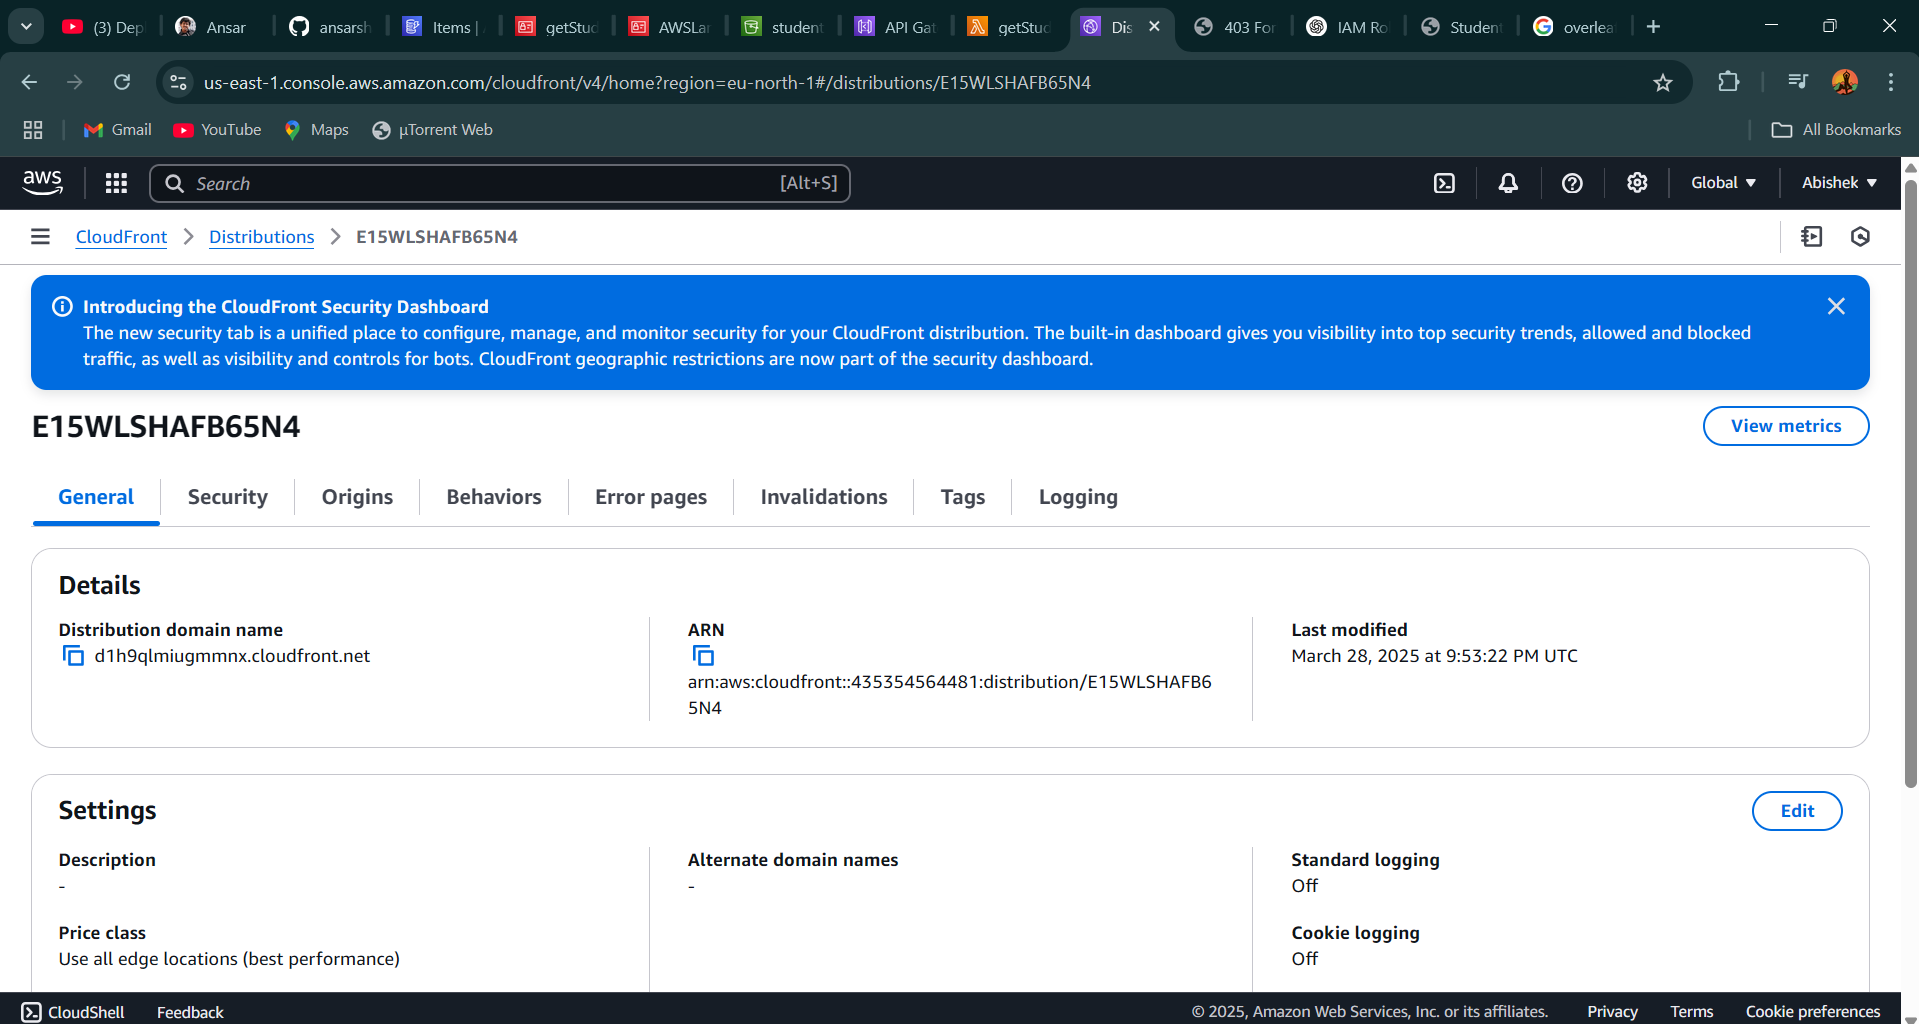 (3) Dep
Ansar
ansarsh
Items |
getStud
AWSLar
student
API Gat
getStud
Dis
403 For
IAM Ro
Student
overleaf
us-east-1.console.aws.amazon.com/cloudfront/v4/home?region=eu-north-1#/distributions/E15WLSHAFB65N4
Gmail
YouTube
Maps
µTorrent Web
All Bookmarks
aws
Search
[Alt+S]
Global
Abishek
CloudFront
Distributions
E15WLSHAFB65N4
Introducing the CloudFront Security Dashboard
The new security tab is a unified place to configure, manage, and monitor security for your CloudFront distribution. The built-in dashboard gives you visibility into top security trends, allowed and blocked
traffic, as well as visibility and controls for bots. CloudFront geographic restrictions are now part of the security dashboard.
E15WLSHAFB65N4
View metrics
General
Security
Origins
Behaviors
Error pages
Invalidations
Tags
Logging
Details
Distribution domain name
d1h9qlmiugmmnx.cloudfront.net
ARN
arn:aws:cloudfront::435354564481:distribution/E15WLSHAFB6
5N4
Last modified
March 28, 2025 at 9:53:22 PM UTC
Settings
Edit
Description
-
Alternate domain names
-
Standard logging
Off
Price class
Use all edge locations (best performance)
Cookie logging
Off
CloudShell
Feedback
© 2025, Amazon Web Services, Inc. or its affiliates.
Privacy
Terms
Cookie preferences